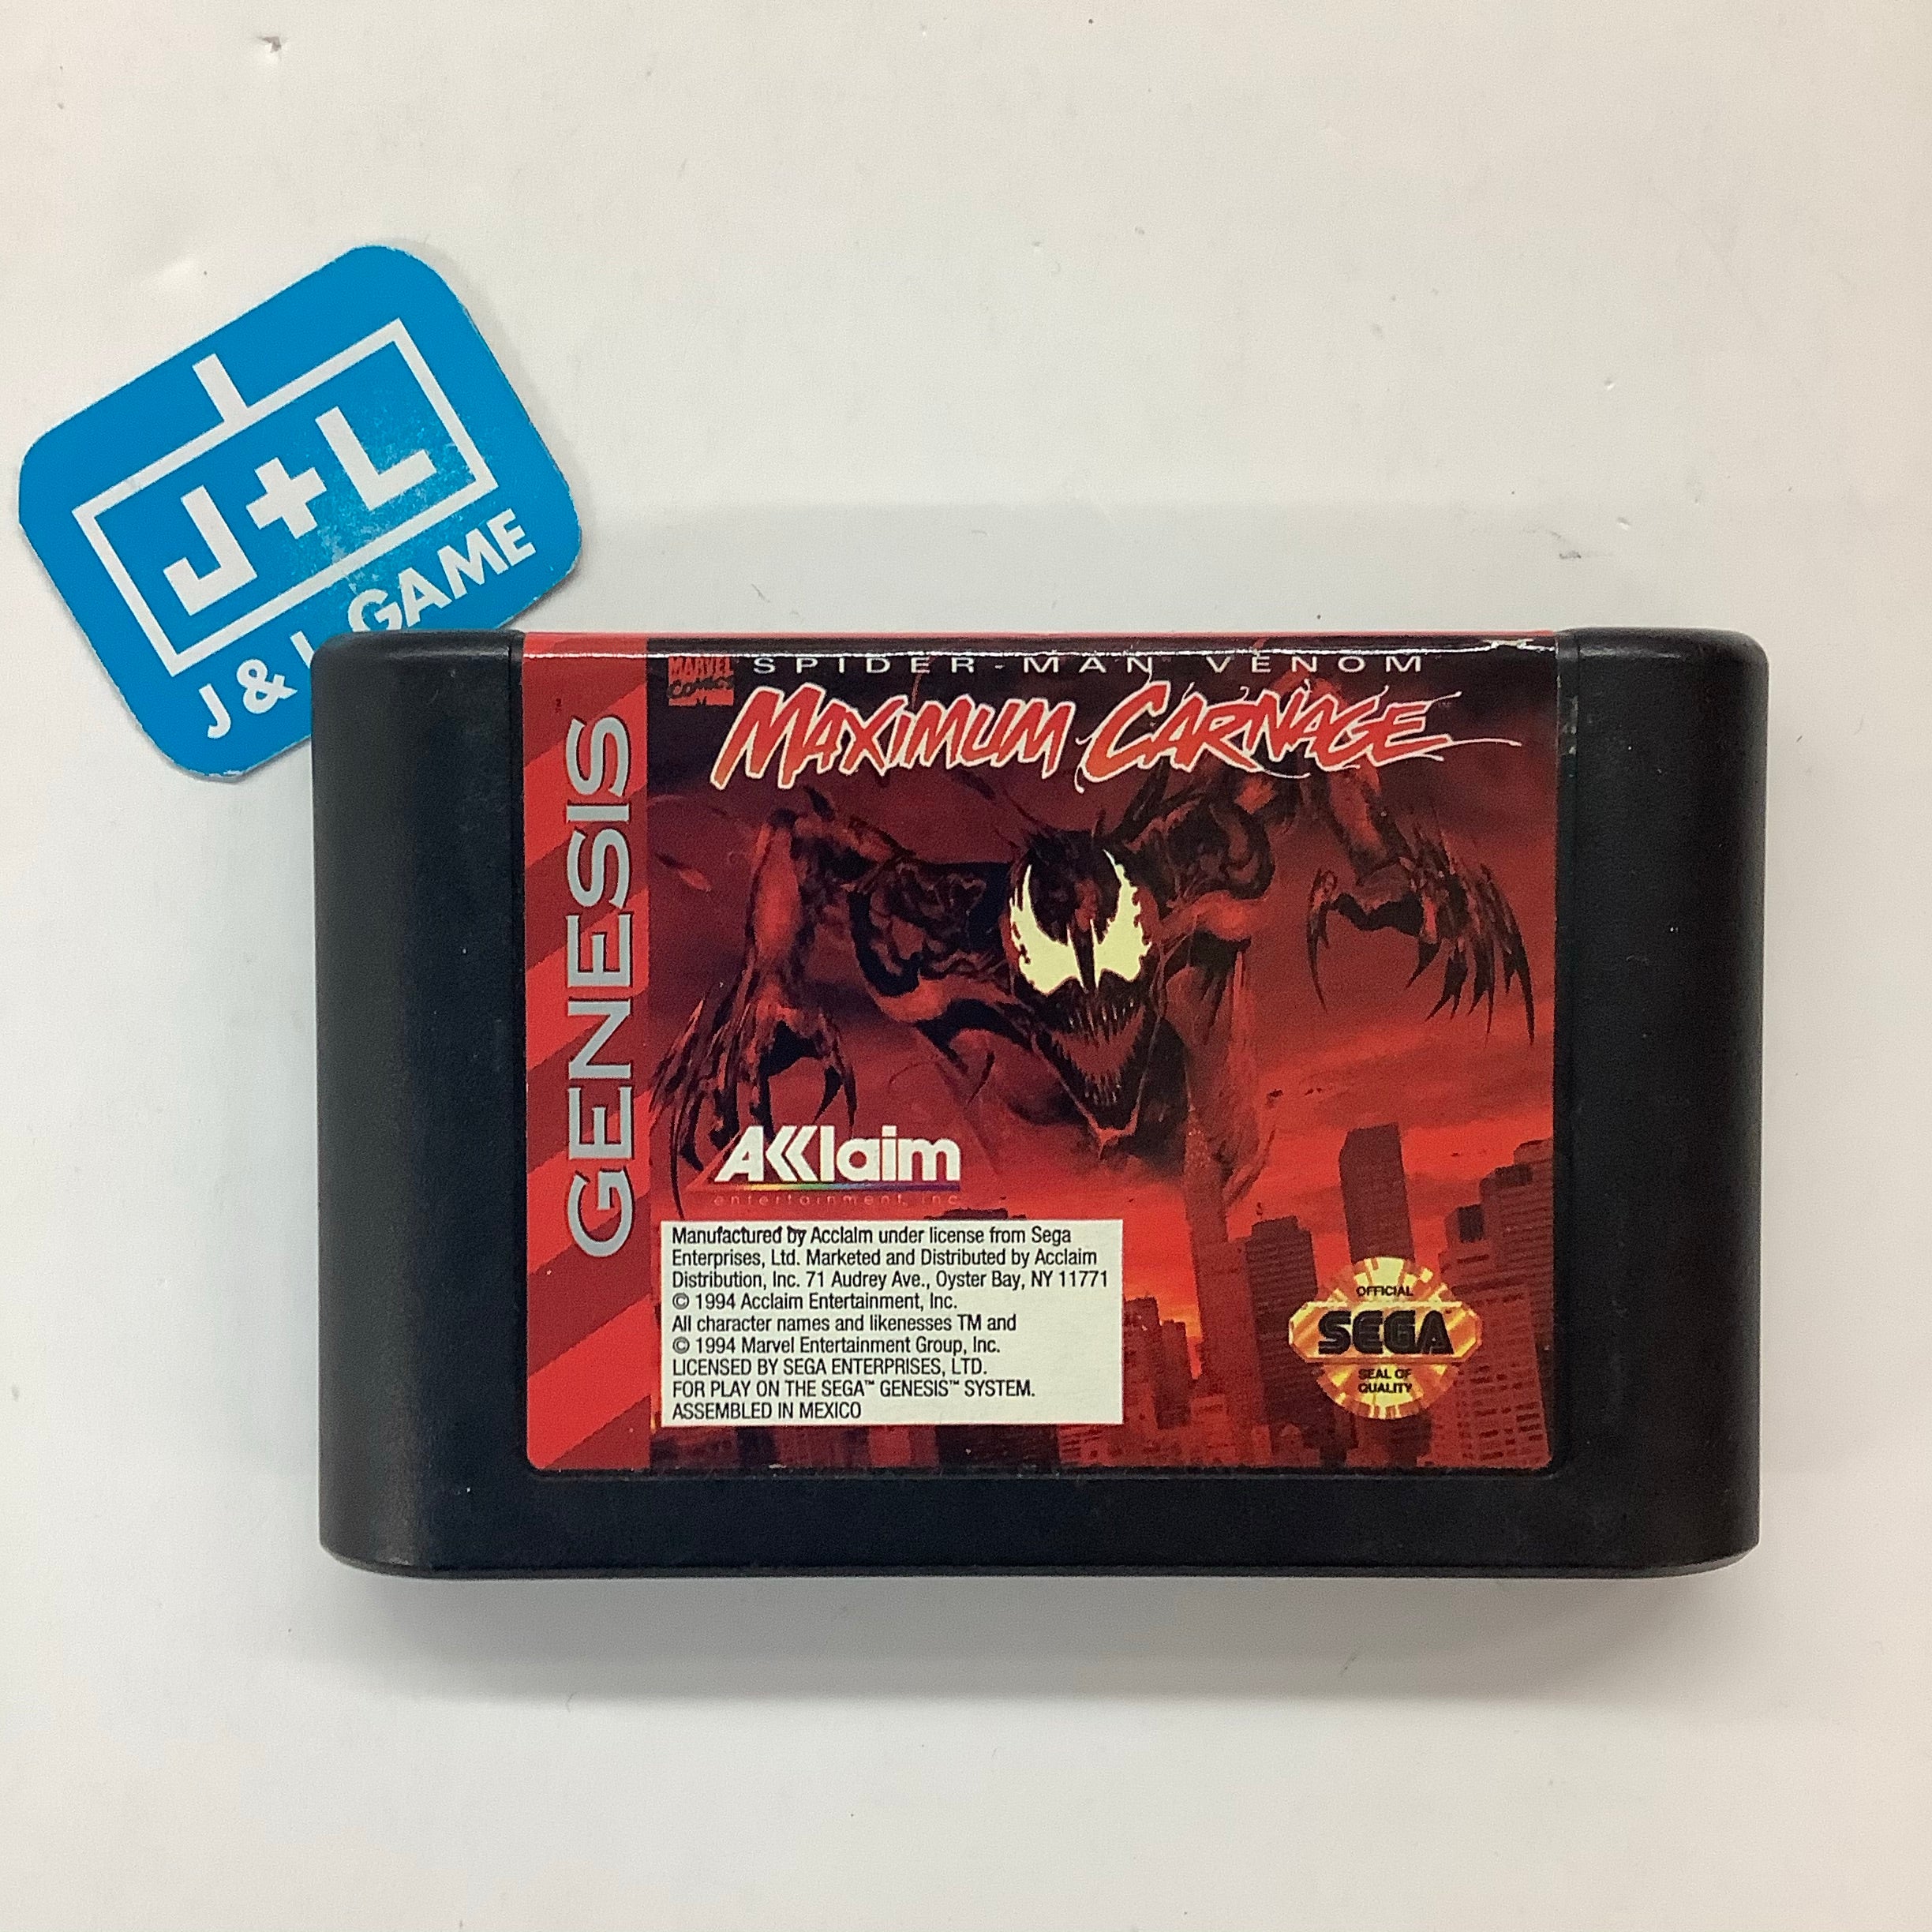 J+L
J & L GAME
GENESIS
MARVEL
COMICS
SPIDER-MAN VENOM
MAXIMUM CARNAGE
AKKlaim
entertainment, inc.
Manufactured by Acclaim under license from Sega
Enterprises, Ltd. Marketed and Distributed by Acclaim
Distribution, Inc. 71 Audrey Ave., Oyster Bay, NY 11771
© 1994 Acclaim Entertainment, Inc.
All character names and likenesses TM and
© 1994 Marvel Entertainment Group, Inc.
LICENSED BY SEGA ENTERPRISES, LTD.
FOR PLAY ON THE SEGA™ GENESIS™ SYSTEM.
ASSEMBLED IN MEXICO
OFFICIAL
SEGA
SEAL OF
QUALITY